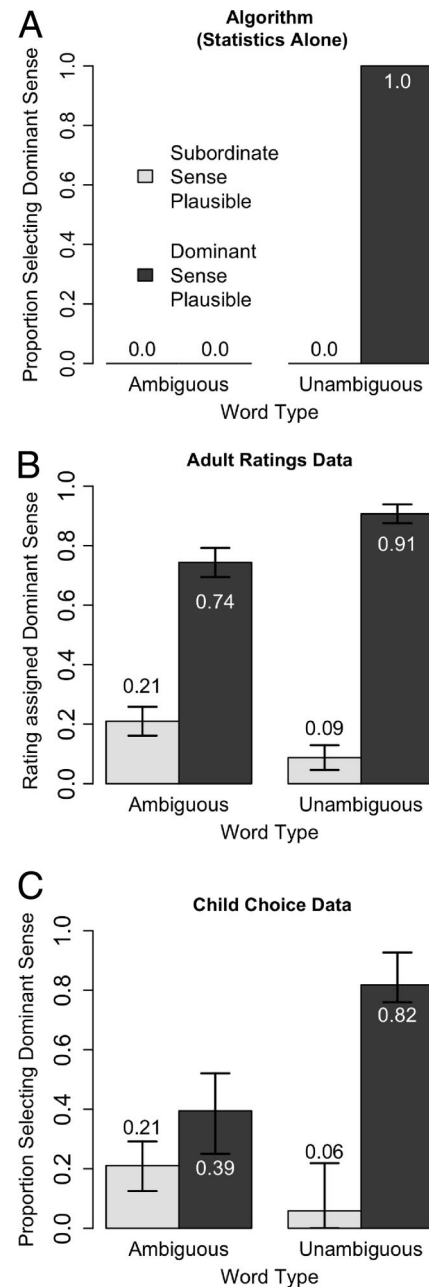 A
Algorithm
(Statistics Alone)
Proportion Selecting Dominant Sense
0.0 0.2 0.4 0.6 0.8 1.0
Subordinate
Sense
Plausible
Dominant
Sense
Plausible
0.0 0.0 0.0 1.0
Ambiguous Unambiguous
Word Type
B
Adult Ratings Data
Rating assigned Dominant Sense
0.0 0.2 0.4 0.6 0.8 1.0
0.21 0.74 0.09 0.91
Ambiguous Unambiguous
Word Type
C
Child Choice Data
Proportion Selecting Dominant Sense
0.0 0.2 0.4 0.6 0.8 1.0
0.21 0.39 0.06 0.82
Ambiguous Unambiguous
Word Type